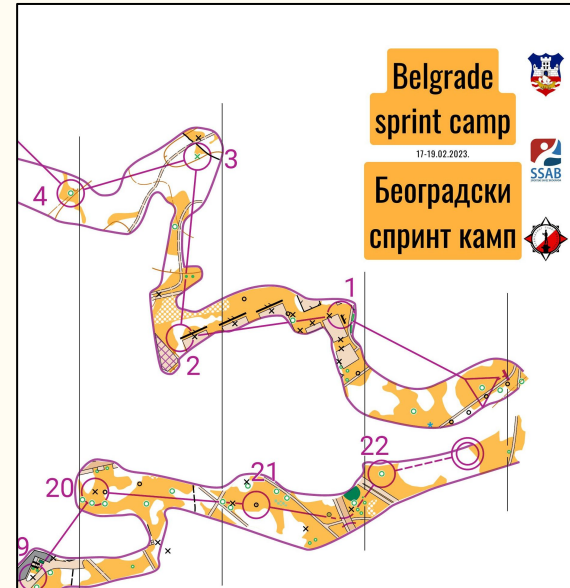 Belgrade
sprint camp
17-19.02.2023.
SSAB
Београдски
спринт камп
3
4
1
2
22
21
20
9